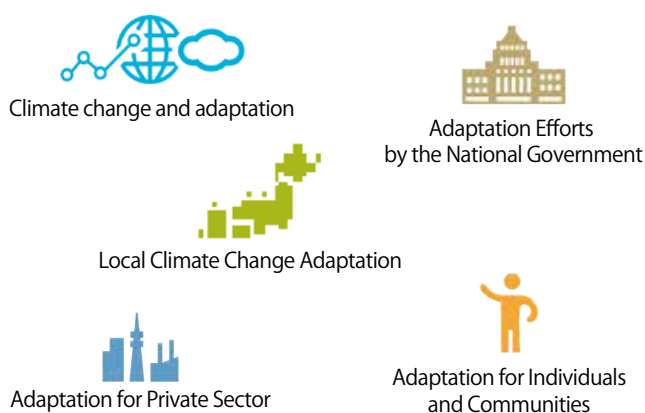 Climate change and adaptation
Adaptation Efforts
by the National Government
Local Climate Change Adaptation
Adaptation for Private Sector
Adaptation for Individuals
and Communities